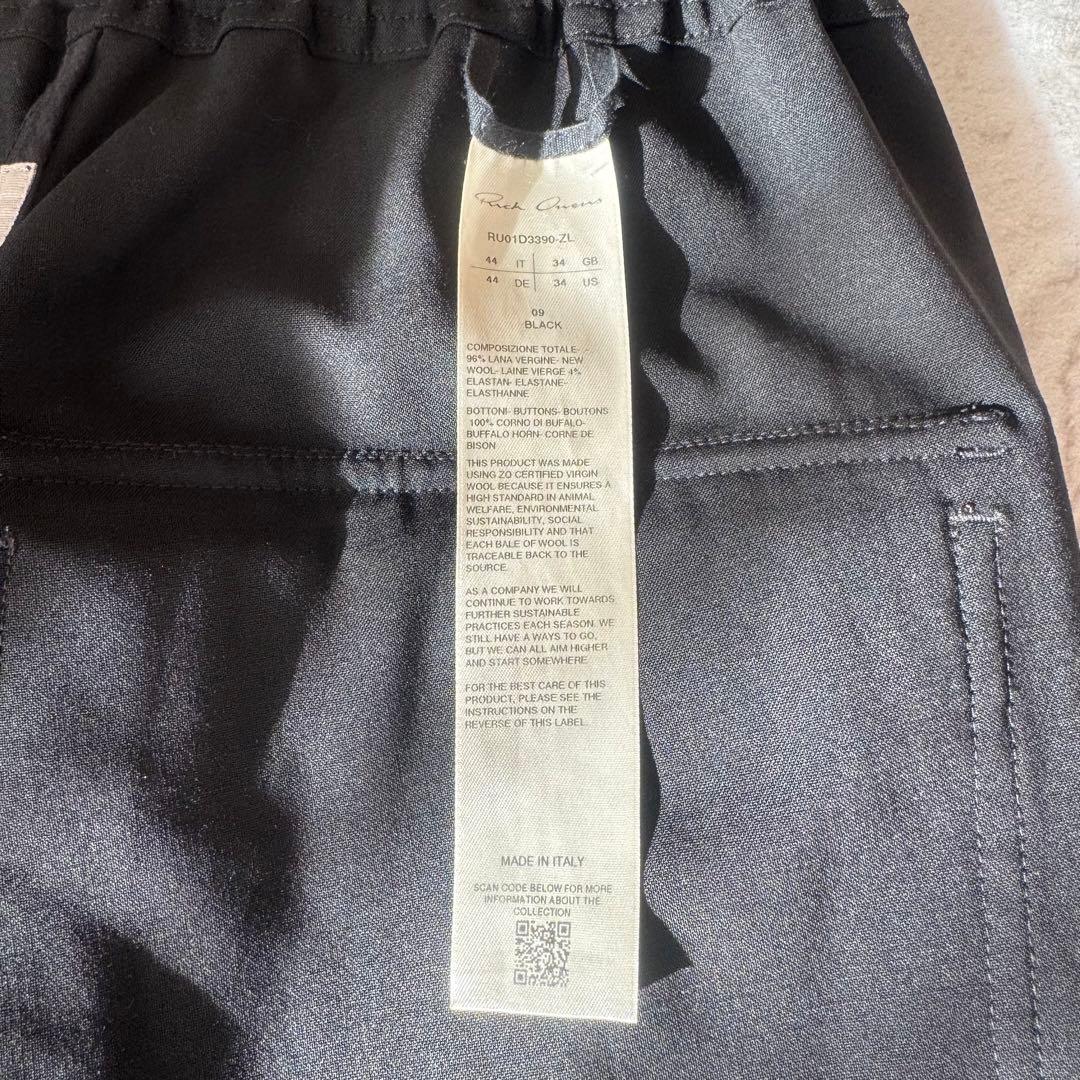 Rick Owens
RU01D3390-ZL
44 IT 34 GB
44 DE 34 US
09
BLACK
COMPOSIZIONE TOTALE-
96% LANA VERGINE- NEW
WOOL- LAINE VIERGE 4%
ELASTAN- ELASTANE-
ELASTHANNE
BOTTONI- BUTTONS- BOUTONS
100% CORNO DI BUFALO-
BUFFALO HORN- CORNE DE
BISON
THIS PRODUCT WAS MADE
USING ZQ CERTIFIED VIRGIN
WOOL BECAUSE IT ENSURES A
HIGH STANDARD IN ANIMAL
WELFARE, ENVIRONMENTAL
SUSTAINABILITY, SOCIAL
RESPONSIBILITY AND THAT
EACH BALE OF WOOL IS
TRACEABLE BACK TO THE
SOURCE.
AS A COMPANY WE WILL
CONTINUE TO WORK TOWARDS
FURTHER SUSTAINABLE
PRACTICES EACH SEASON. WE
STILL HAVE A WAYS TO GO,
BUT WE CAN ALL AIM HIGHER
AND START SOMEWHERE.
FOR THE BEST CARE OF THIS
PRODUCT, PLEASE SEE THE
INSTRUCTIONS ON THE
REVERSE OF THIS LABEL.
MADE IN ITALY
SCAN CODE BELOW FOR MORE
INFORMATION ABOUT THE
COLLECTION